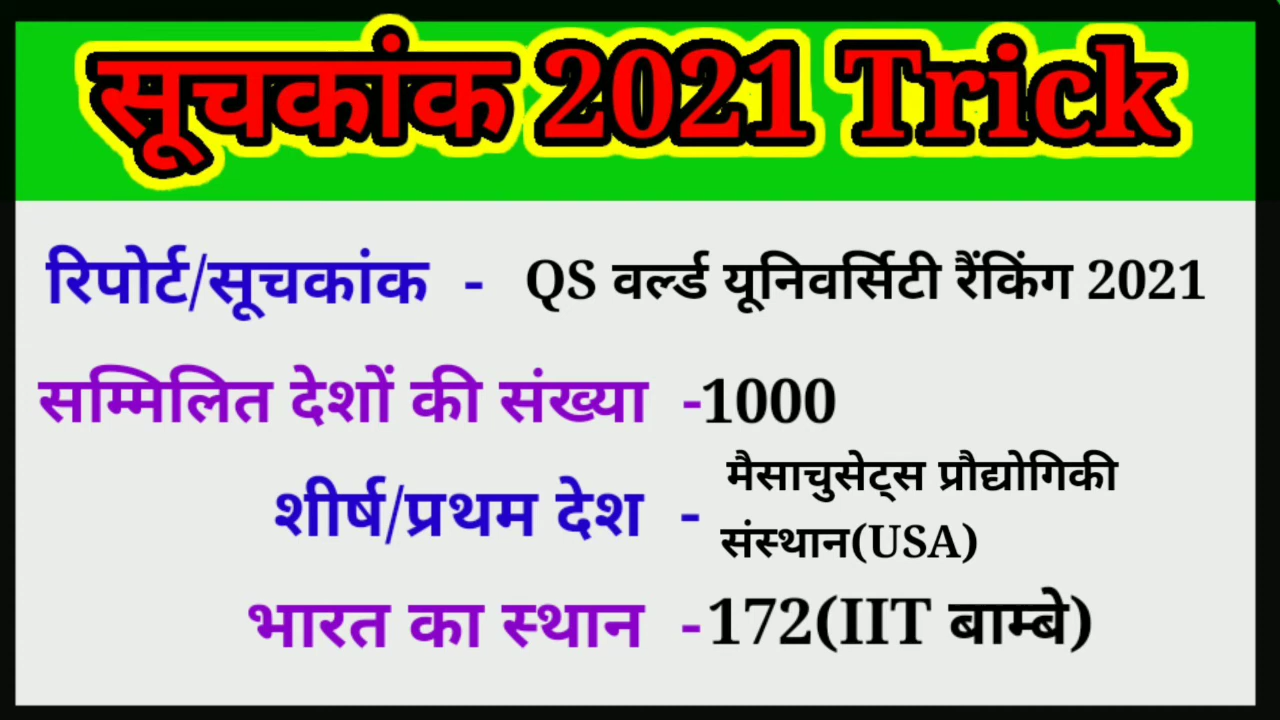 सूचकांक 2021 Trick
रिपोर्ट/सूचकांक - QS वर्ल्ड यूनिवर्सिटी रैंकिंग 2021
सम्मिलित देशों की संख्या -1000
शीर्ष/प्रथम देश - मैसाचुसेट्स प्रौद्योगिकी
संस्थान(USA)
भारत का स्थान -172(IIT बाम्बे)